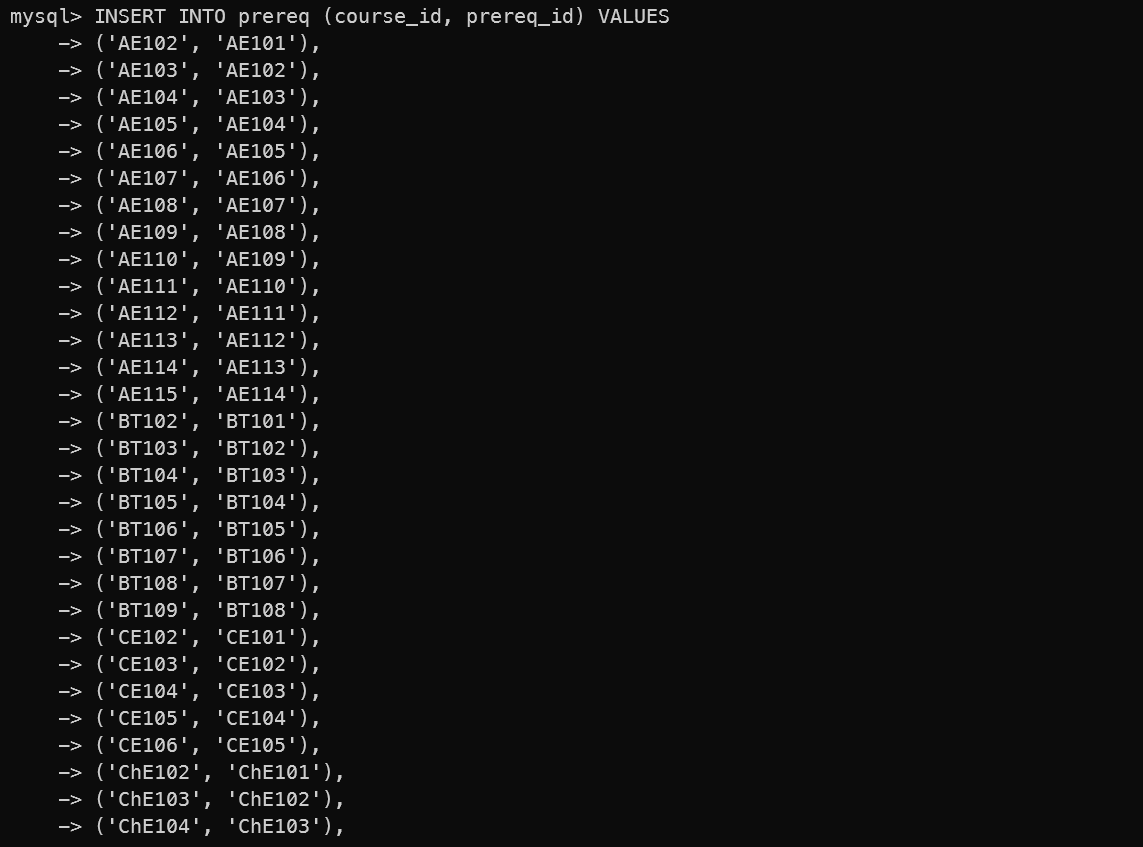 mysql> INSERT INTO prereq (course_id, prereq_id) VALUES
    -> ('AE102', 'AE101'),
    -> ('AE103', 'AE102'),
    -> ('AE104', 'AE103'),
    -> ('AE105', 'AE104'),
    -> ('AE106', 'AE105'),
    -> ('AE107', 'AE106'),
    -> ('AE108', 'AE107'),
    -> ('AE109', 'AE108'),
    -> ('AE110', 'AE109'),
    -> ('AE111', 'AE110'),
    -> ('AE112', 'AE111'),
    -> ('AE113', 'AE112'),
    -> ('AE114', 'AE113'),
    -> ('AE115', 'AE114'),
    -> ('BT102', 'BT101'),
    -> ('BT103', 'BT102'),
    -> ('BT104', 'BT103'),
    -> ('BT105', 'BT104'),
    -> ('BT106', 'BT105'),
    -> ('BT107', 'BT106'),
    -> ('BT108', 'BT107'),
    -> ('BT109', 'BT108'),
    -> ('CE102', 'CE101'),
    -> ('CE103', 'CE102'),
    -> ('CE104', 'CE103'),
    -> ('CE105', 'CE104'),
    -> ('CE106', 'CE105'),
    -> ('ChE102', 'ChE101'),
    -> ('ChE103', 'ChE102'),
    -> ('ChE104', 'ChE103'),